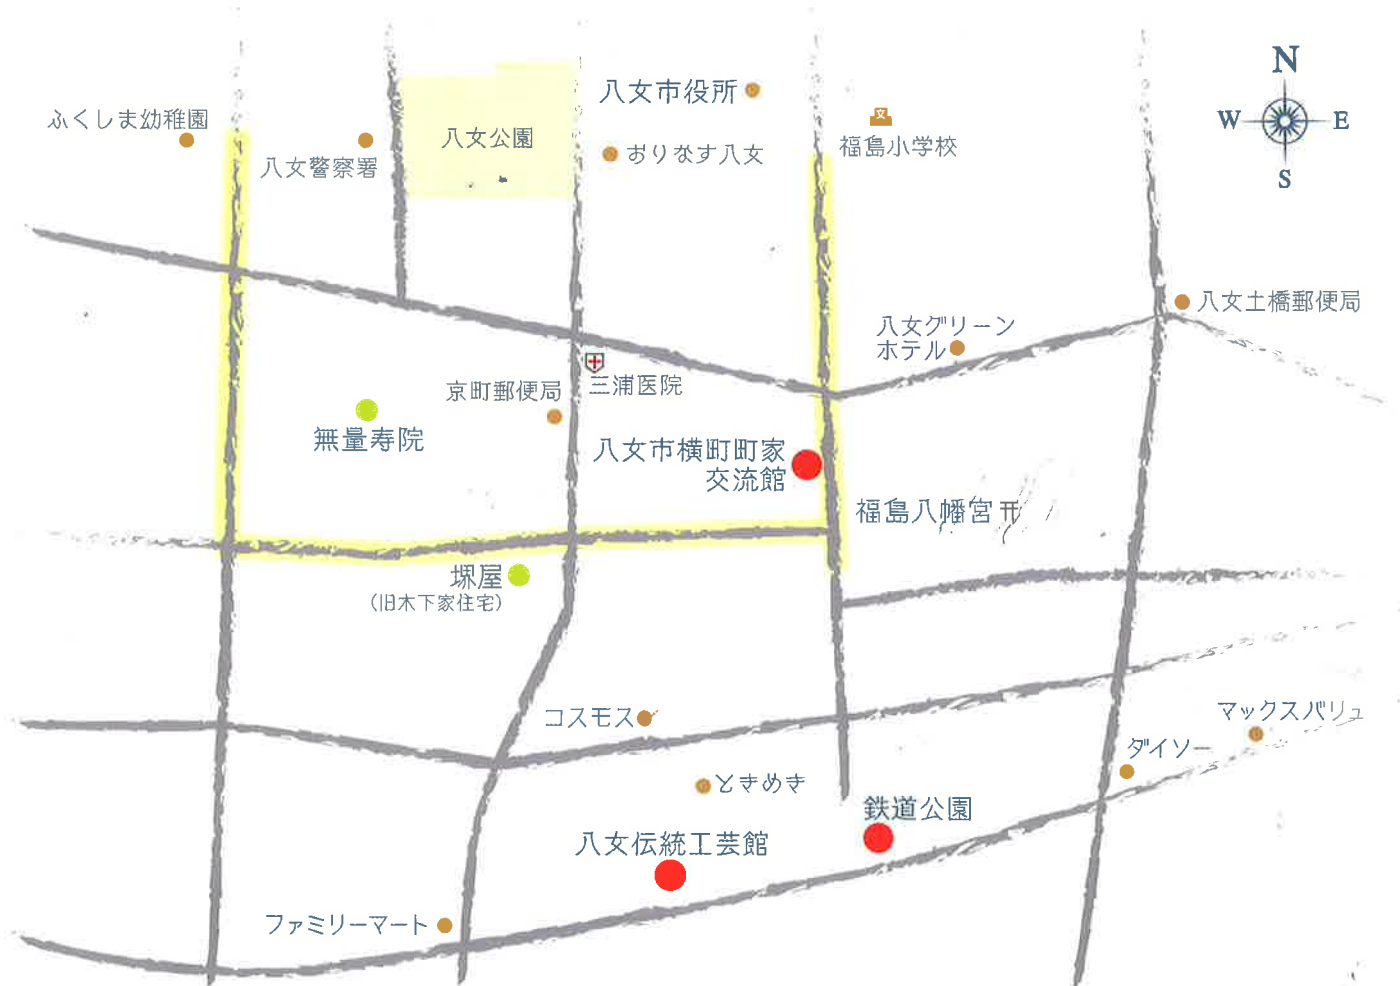 N
W
E
S
ふくしま幼稚園
八女警察署
八女公園
八女市役所
おりなす八女
文
福島小学校
八女土橋郵便局
八女グリーン
ホテル
三浦医院
京町郵便局
無量寿院
八女市横町町家
交流館
福島八幡宮
堺屋
(旧木下家住宅)
コスモス
ときめき
マックスバリュ
ダイソー
鉄道公園
八女伝統工芸館
ファミリーマート